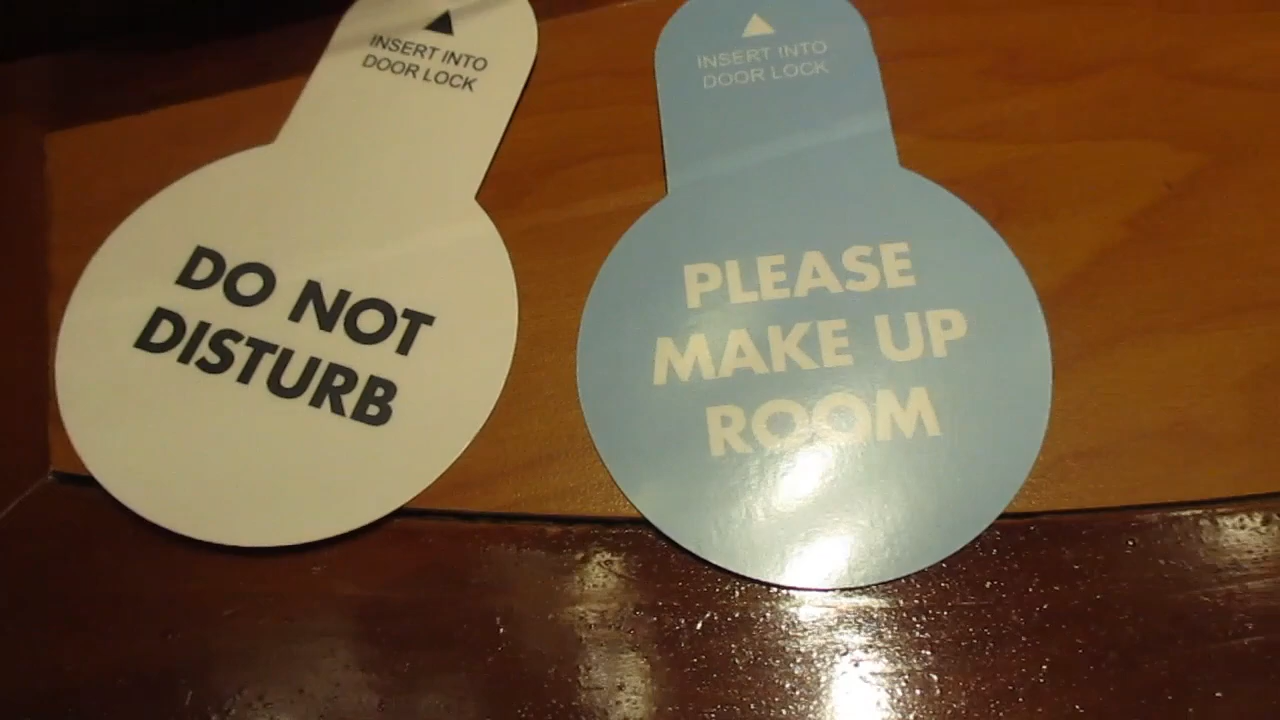 INSERT INTO
DOOR LOCK
DO NOT
DISTURB
INSERT INTO
DOOR LOCK
PLEASE
MAKE UP
ROOM